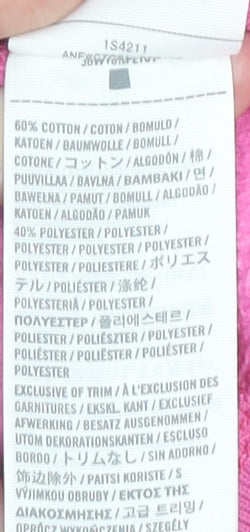 1S4211
60% COTTON / COTON / BOMULD /
KATOEN / BAUMWOLLE / BOMULL /
COTONE / コットン / ALGODÓN / 棉 /
PUUVILLAA / BAVLNA / ΒΑΜΒΑΚΙ / 면 /
BAWEŁNA / PAMUT / BOMULL / ALGODÃO /
KATOEN / ALGODÃO / PAMUK
40% POLYESTER / POLYESTER /
POLYESTER / POLYESTER / POLYESTER /
POLYESTER / POLIESTERE / ポリエス
テル / POLIÉSTER / 涤纶 /
POLYESTERIÄ / POLYESTER /
ΠΟΛΥΕΣΤΕΡ / 폴리에스테르 /
POLIESTER / POLIÉSZTER / POLYESTER /
POLIÉSTER / POLYESTER / POLIÉSTER /
POLYESTER
EXCLUSIVE OF TRIM / À L'EXCLUSION DES
GARNITURES / EKSKL. KANT / EXCLUSIEF
AFWERKING / BESATZ AUSGENOMMEN /
UTOM DEKORATIONSKANTEN / ESCLUSO
BORDO / トリムなし / SIN ADORNO /
饰边除外 / PAITSI KORISTE / S
VÝJIMKOU OBRUBY / ΕΚΤΟΣ ΤΗΣ
ΔΙΑΚΟΣΜΗΣΗΣ / 고급 트리밍 /
OPRÓCZ WYKOŃCZENIA / SZEGÉLY